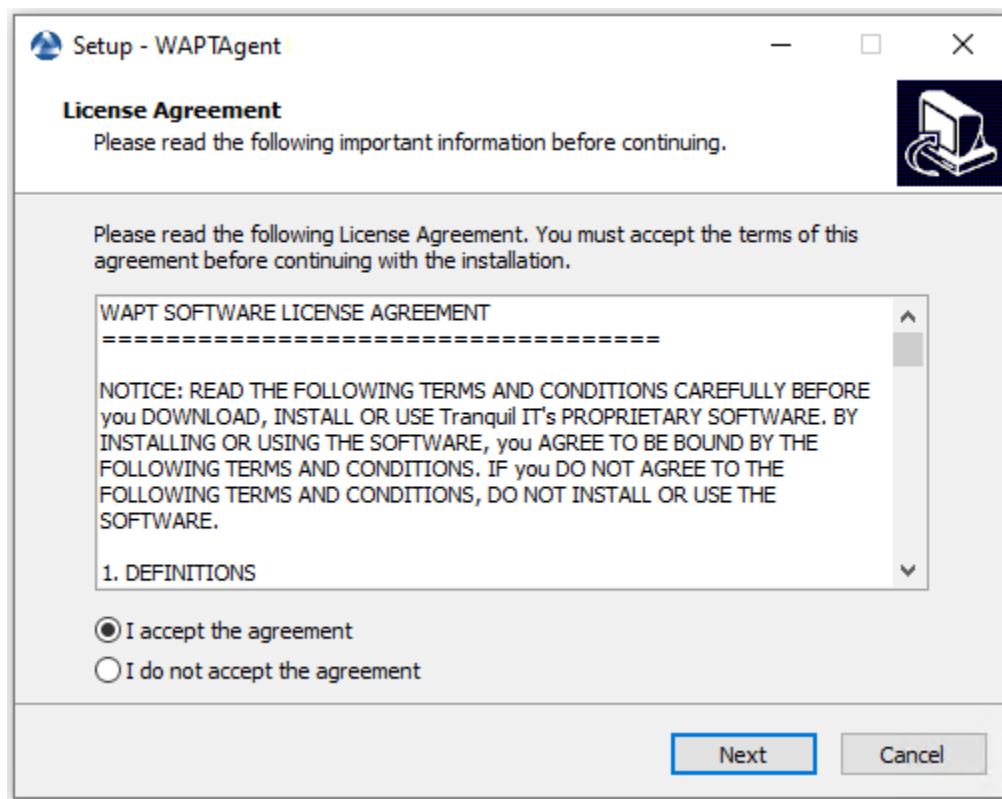 Setup - WAPTAgent
License Agreement
Please read the following important information before continuing.
Please read the following License Agreement. You must accept the terms of this
agreement before continuing with the installation.
WAPT SOFTWARE LICENSE AGREEMENT
===================================
NOTICE: READ THE FOLLOWING TERMS AND CONDITIONS CAREFULLY BEFORE
you DOWNLOAD, INSTALL OR USE Tranquil IT's PROPRIETARY SOFTWARE. BY
INSTALLING OR USING THE SOFTWARE, you AGREE TO BE BOUND BY THE
FOLLOWING TERMS AND CONDITIONS. IF you DO NOT AGREE TO THE
FOLLOWING TERMS AND CONDITIONS, DO NOT INSTALL OR USE THE
SOFTWARE.
1. DEFINITIONS
I accept the agreement
I do not accept the agreement
Next
Cancel